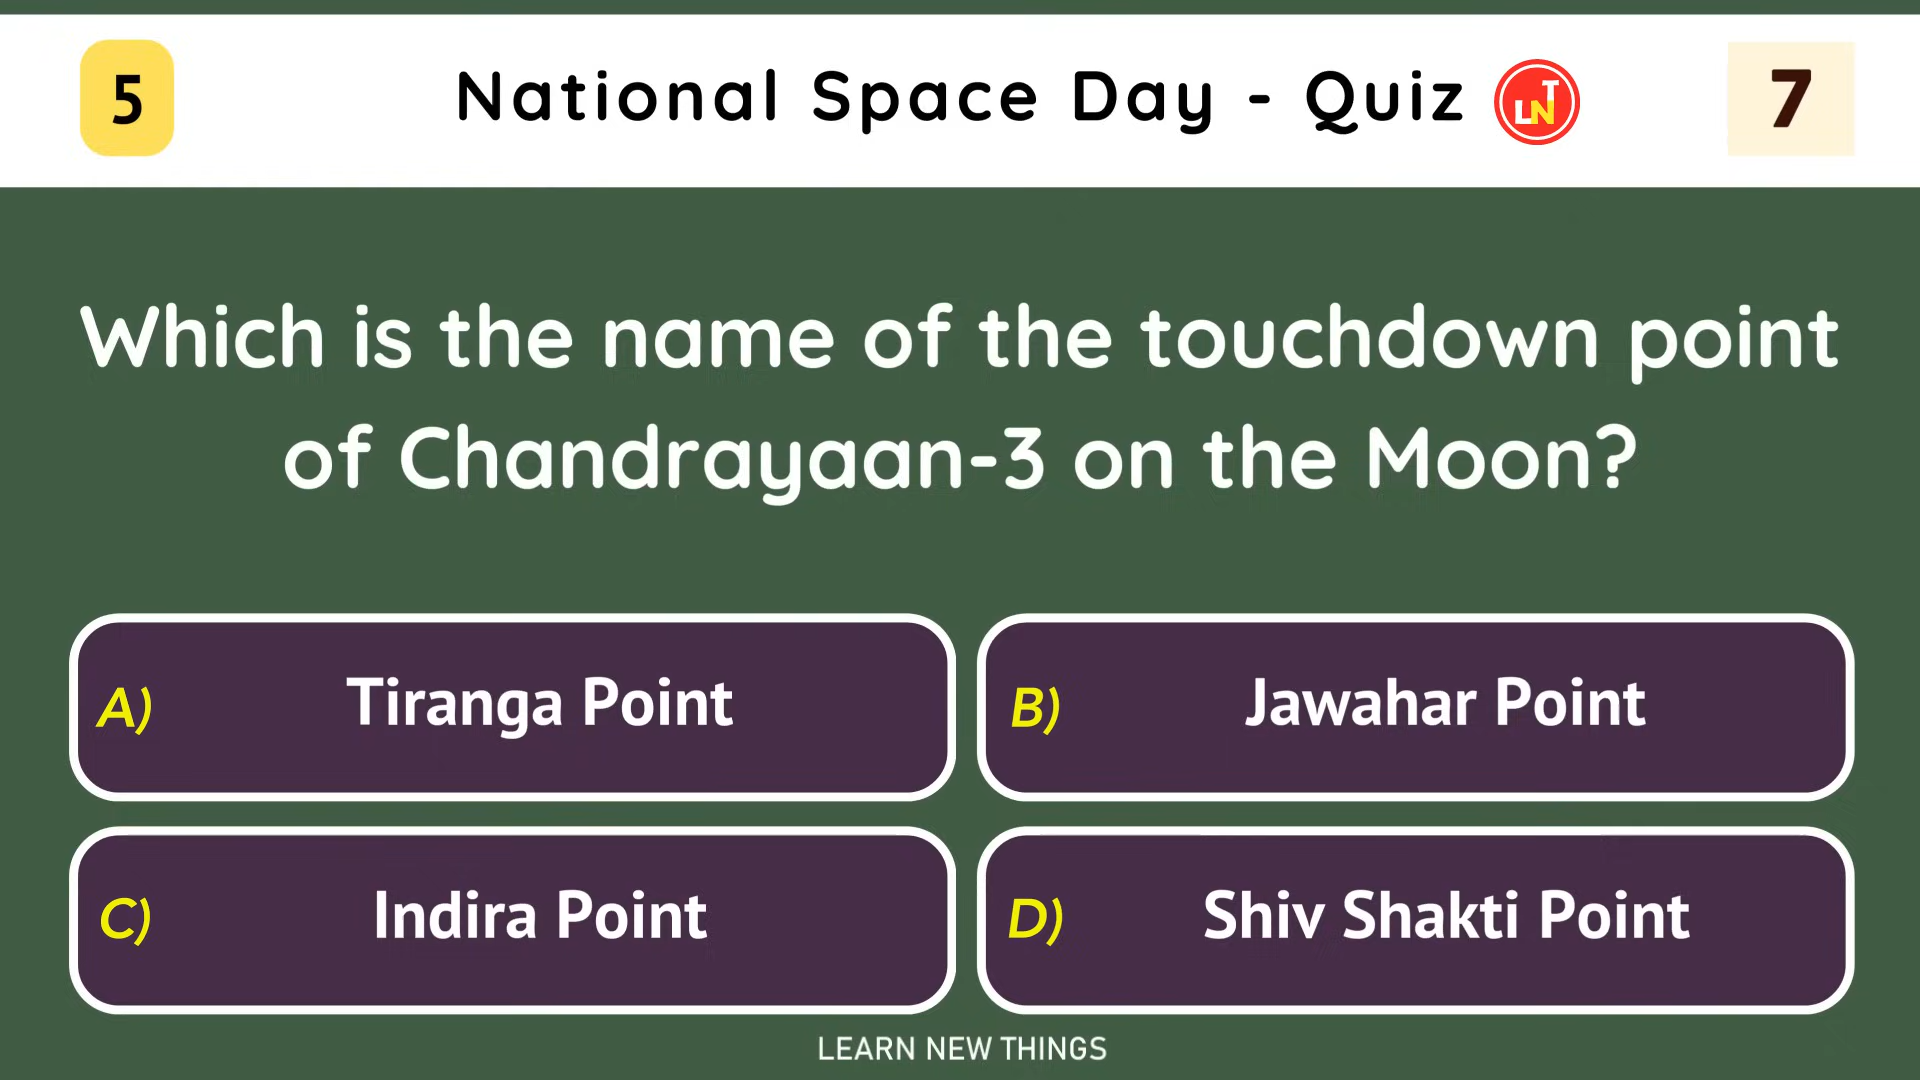 5
National Space Day - Quiz
LNT
7
Which is the name of the touchdown point
of Chandrayaan-3 on the Moon?
A) Tiranga Point
B) Jawahar Point
C) Indira Point
D) Shiv Shakti Point
LEARN NEW THINGS